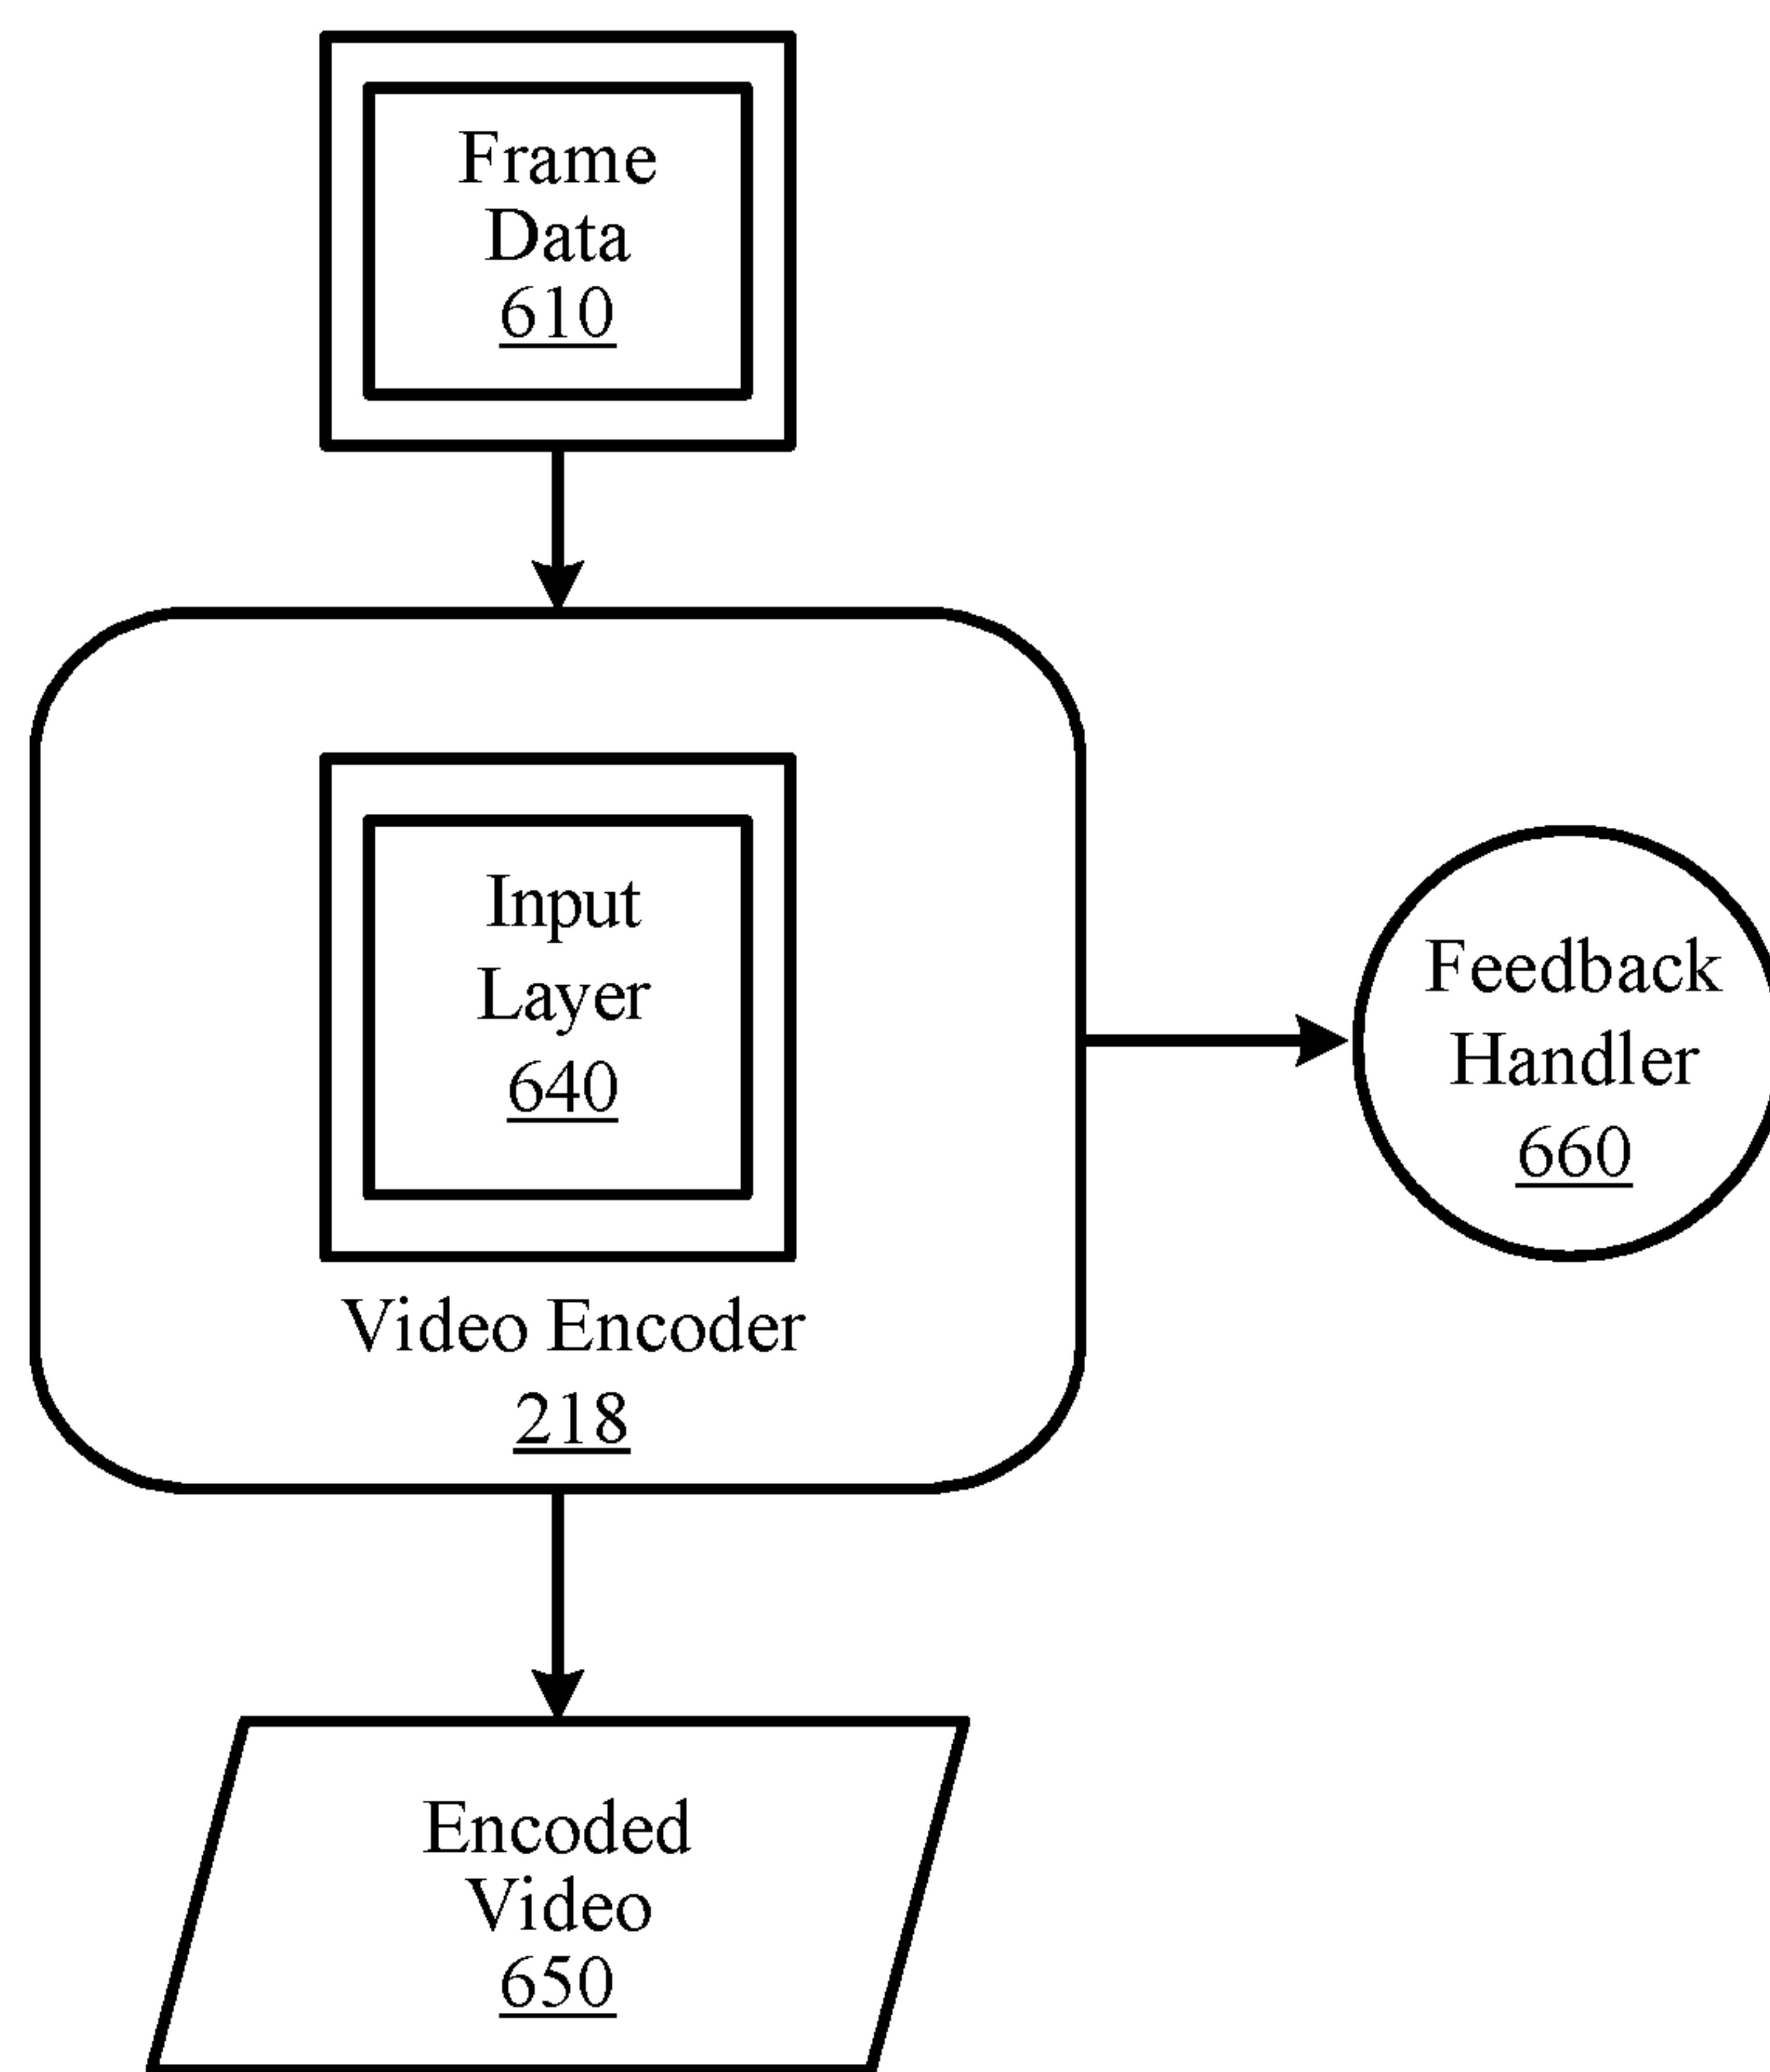 Frame
Data
610
Input
Layer
640
Video Encoder
218
Feedback
Handler
660
Encoded
Video
650